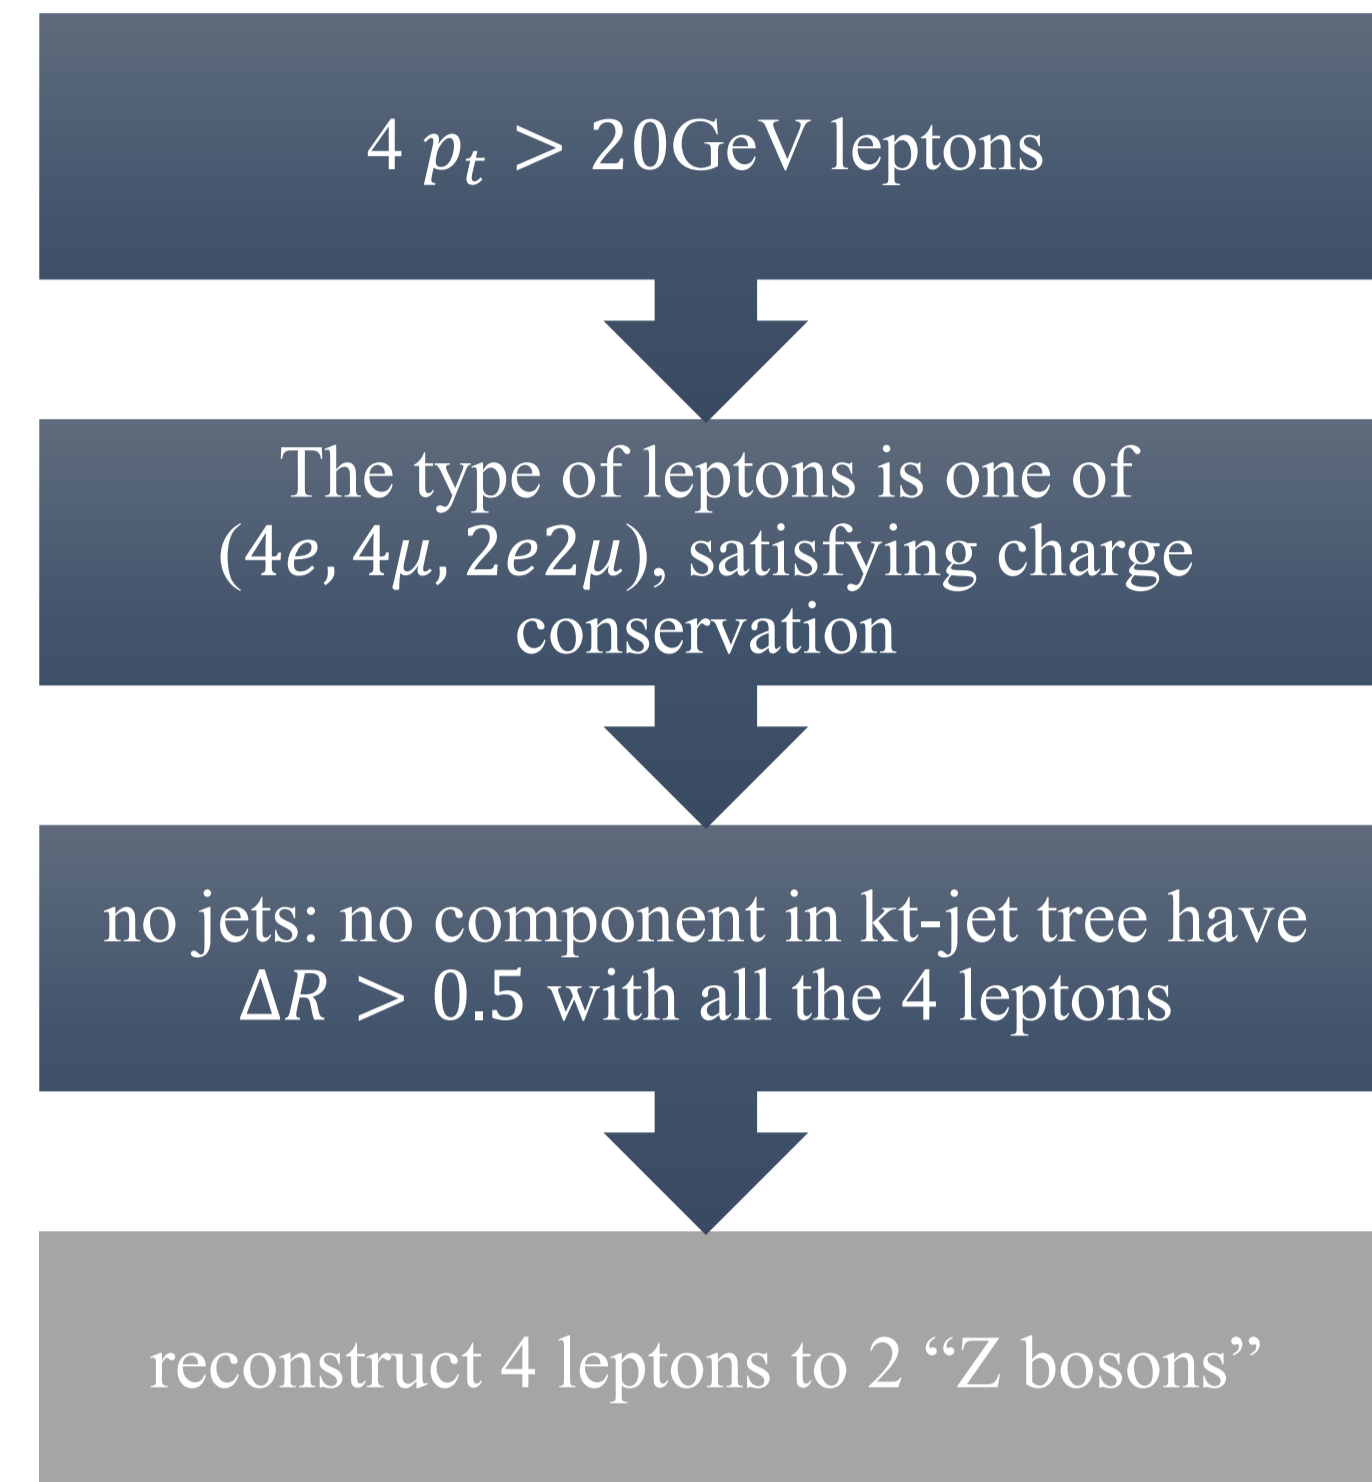 4 𝑝ₜ > 20GeV leptons
The type of leptons is one of
(4𝑒, 4𝜇, 2𝑒2𝜇), satisfying charge
conservation
no jets: no component in kt-jet tree have
Δ𝑅 > 0.5 with all the 4 leptons
reconstruct 4 leptons to 2 “Z bosons”